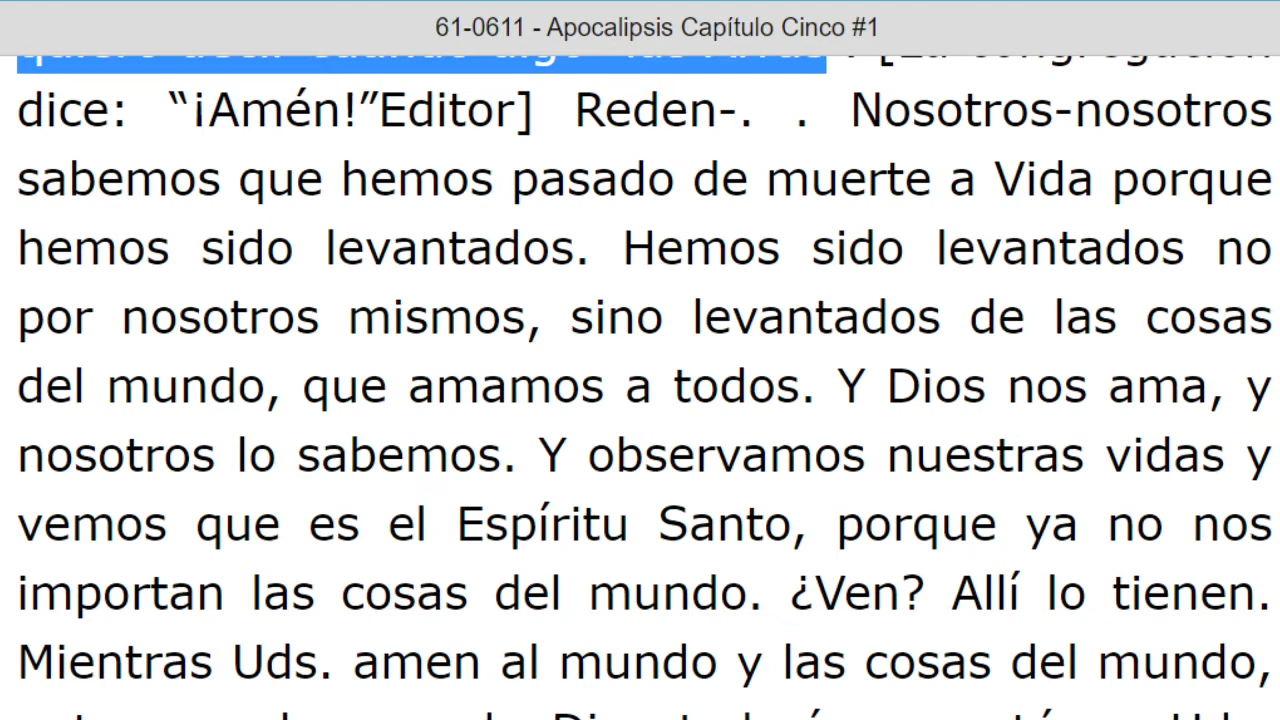 61-0611 - Apocalipsis Capítulo Cinco #1
dice: “¡Amén!”Editor] Reden-. . Nosotros-nosotros
sabemos que hemos pasado de muerte a Vida porque
hemos sido levantados. Hemos sido levantados no
por nosotros mismos, sino levantados de las cosas
del mundo, que amamos a todos. Y Dios nos ama, y
nosotros lo sabemos. Y observamos nuestras vidas y
vemos que es el Espíritu Santo, porque ya no nos
importan las cosas del mundo. ¿Ven? Allí lo tienen.
Mientras Uds. amen al mundo y las cosas del mundo,